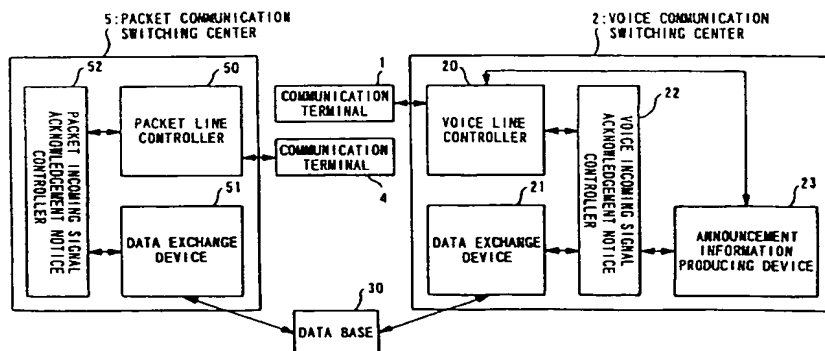 5:PACKET COMMUNICATION
SWITCHING CENTER
2:VOICE COMMUNICATION
SWITCHING CENTER
52
PACKET INCOMING SIGNAL
ACKNOWLEDGEMENT NOTICE
CONTROLLER
50
PACKET LINE
CONTROLLER
51
DATA EXCHANGE
DEVICE
1
COMMUNICATION
TERMINAL
COMMUNICATION
TERMINAL
4
30
DATA BASE
20
VOICE LINE
CONTROLLER
21
DATA EXCHANGE
DEVICE
22
VOICE INCOMING SIGNAL
ACKNOWLEDGEMENT NOTICE
CONTROLLER
23
ANNOUNCEMENT
INFORMATION
PRODUCING DEVICE